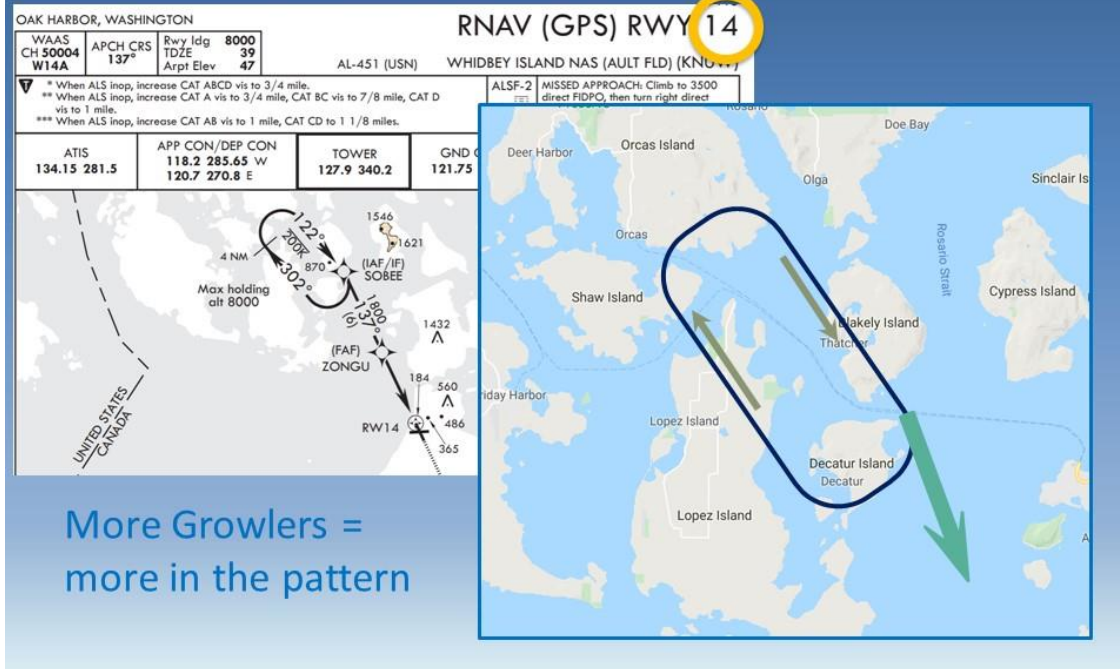 OAK HARBOR, WASHINGTON
RNAV (GPS) RWY 14
WAAS
CH 50004
W14A
APCH CRS
137°
Rwy ldg 8000
TDZE 39
Arpt Elev 47
AL-451 (USN)
WHIDBEY ISLAND NAS (AULT FLD) (KNUW)
T
* When ALS inop, increase CAT ABCD vis to 3/4 mile.
** When ALS inop, increase CAT A vis to 3/4 mile, CAT BC vis to 7/8 mile, CAT D
vis to 1 mile.
*** When ALS inop, increase CAT AB vis to 1 mile, CAT CD to 1 1/8 miles.
ALSF-2
MISSED APPROACH: Climb to 3500
direct FIDPO, then turn right direct
ATIS
134.15 281.5
APP CON/DEP CON
118.2 285.65 W
120.7 270.8 E
TOWER
127.9 340.2
GND
121.75
122°
200K
302°
4 NM
Max holding
alt 8000
870
1546
1621
(IAF/IF)
SOBEE
1800
137°
(6)
(FAF)
ZONGU
1432
184
560
486
365
RW14
UNITED STATES
CANADA
Rosario
Doe Bay
Deer Harbor
Orcas Island
Olga
Sinclair Is
Orcas
Rosario Strait
Shaw Island
Cypress Island
Blakely Island
Thatcher
iday Harbor
Lopez Island
Decatur Island
Decatur
Lopez Island
A
More Growlers =
more in the pattern